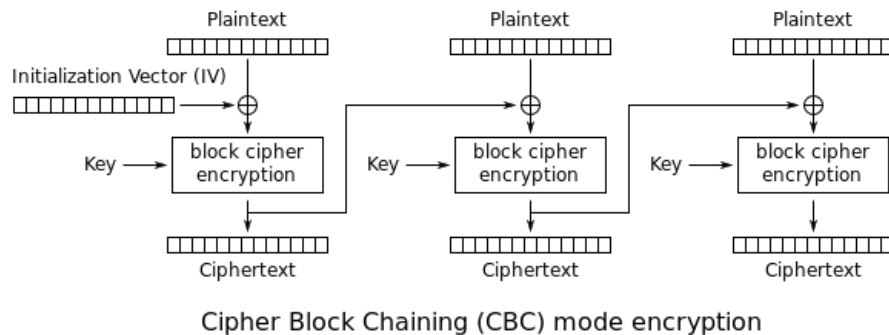 Plaintext
Plaintext
Plaintext
Initialization Vector (IV)
Key
block cipher
encryption
Key
block cipher
encryption
Key
block cipher
encryption
Ciphertext
Ciphertext
Ciphertext
Cipher Block Chaining (CBC) mode encryption